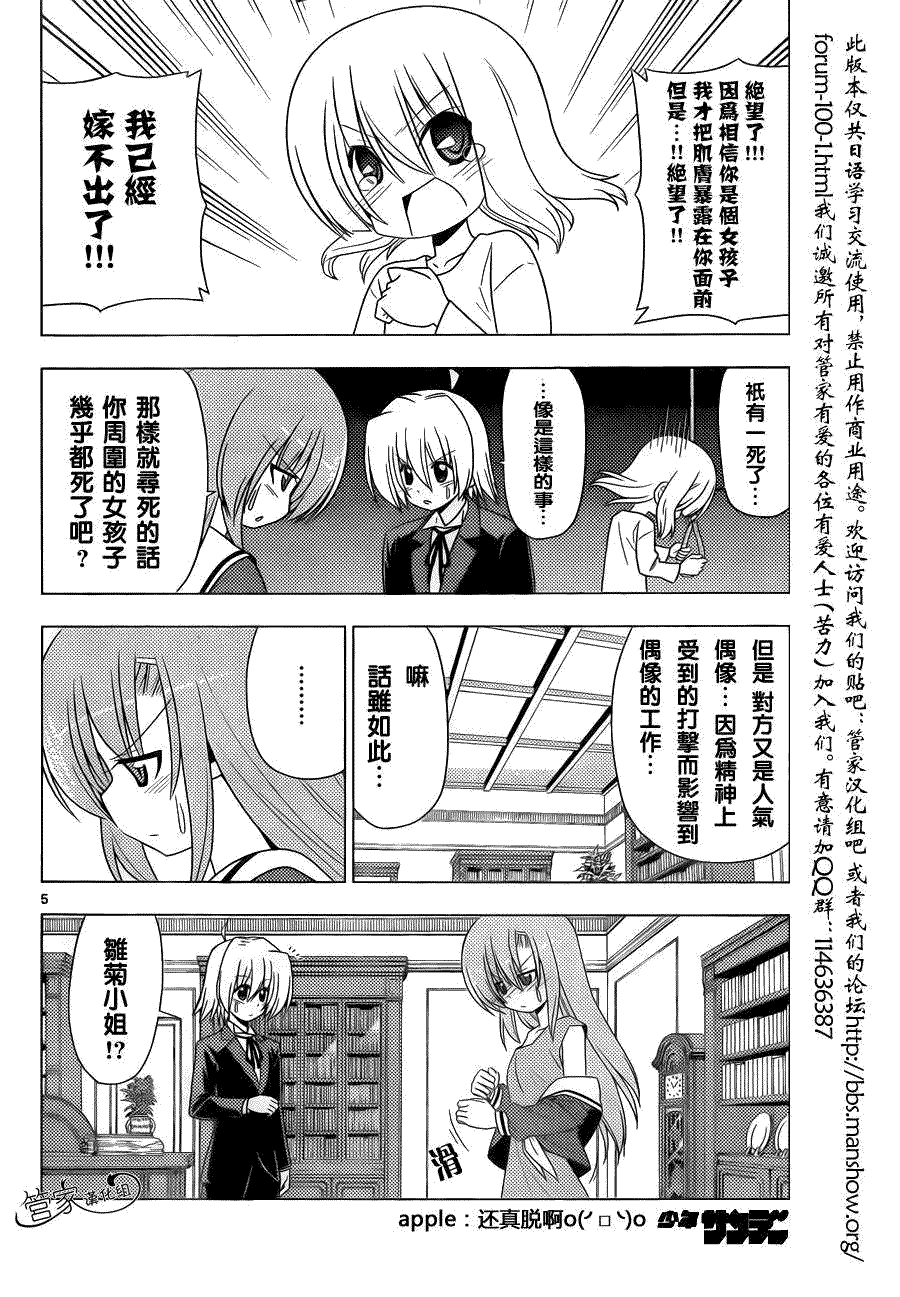 絕望了!!!
因爲相信你是個女孩子
我才把肌膚暴露在你面前
但是…!!絕望了!!
我已經
嫁不出了!!!
祇有一死了…
…像是這樣的事…
那樣就尋死的話
你周圍的女孩子
幾乎都死了吧?
但是 對方又是人氣
偶像… 因爲精神上
受到的打擊而影響到
偶像的工作…
嘛
話雖如此…
………
5
雛菊小姐!?
滑
管家漢化組
apple：还真脱啊o(╯□╰)o
少年サンデー
此版本仅共日语学习交流使用，禁止用作商业用途。欢迎访问我们的贴吧：管家汉化组吧 或者我们的论坛http://bbs.manshow.org/
forum-100-1.html我们诚邀所有对管家有爱的各位有爱人士(苦力)加入我们。有意请加QQ群：114636387